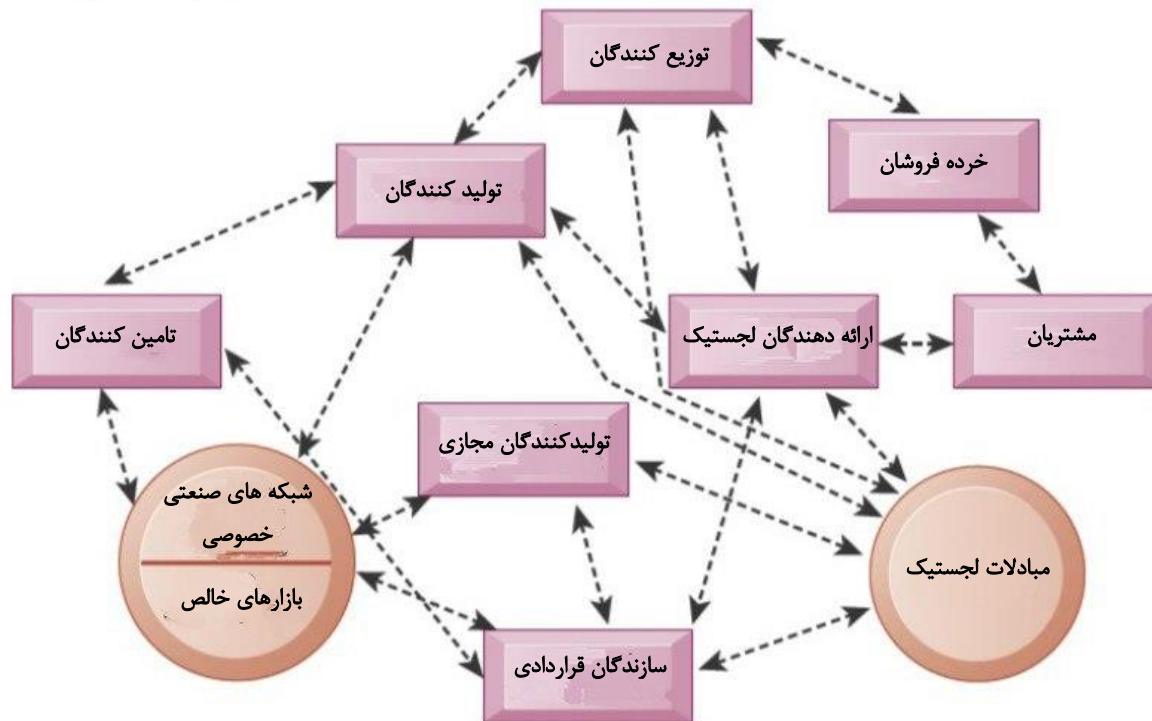 توزیع کنندگان
خرده فروشان
تولید کنندگان
تامین کنندگان
ارائه دهندگان لجستیک
مشتریان
تولیدکنندگان مجازی
شبکه های صنعتی
خصوصی
بازارهای خالص
مبادلات لجستیک
سازندگان قراردادی